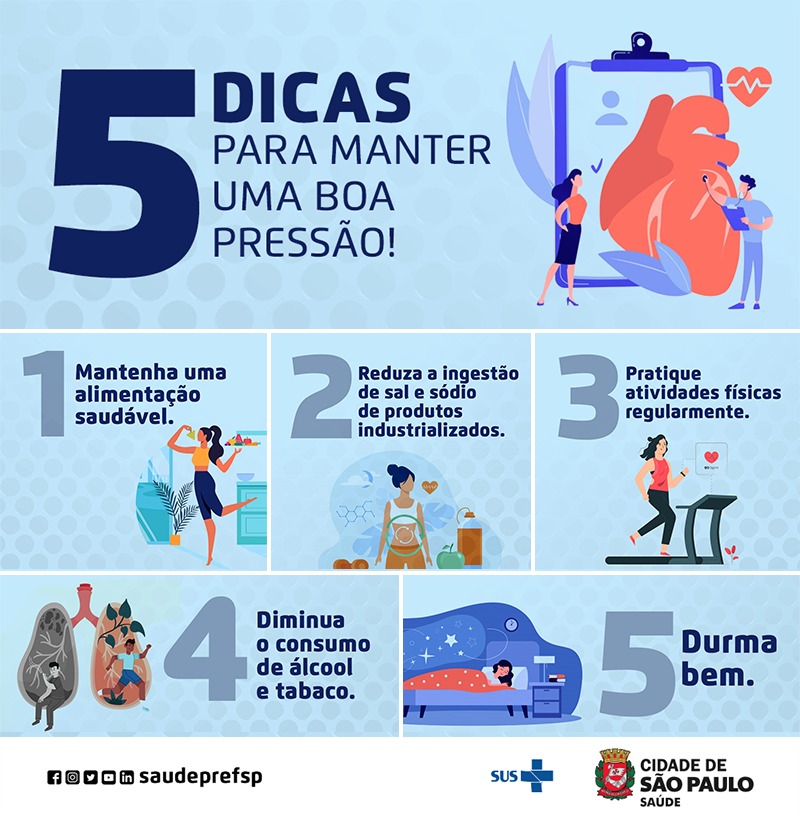 5 DICAS
PARA MANTER
UMA BOA
PRESSÃO!
1 Mantenha uma
alimentação
saudável.
2 Reduza a ingestão
de sal e sódio
de produtos
industrializados.
3 Pratique
atividades físicas
regularmente.
4 Diminua
o consumo
de álcool
e tabaco.
5 Durma
bem.
saudeprefsp
SUS
CIDADE DE
SÃO PAULO
SAÚDE